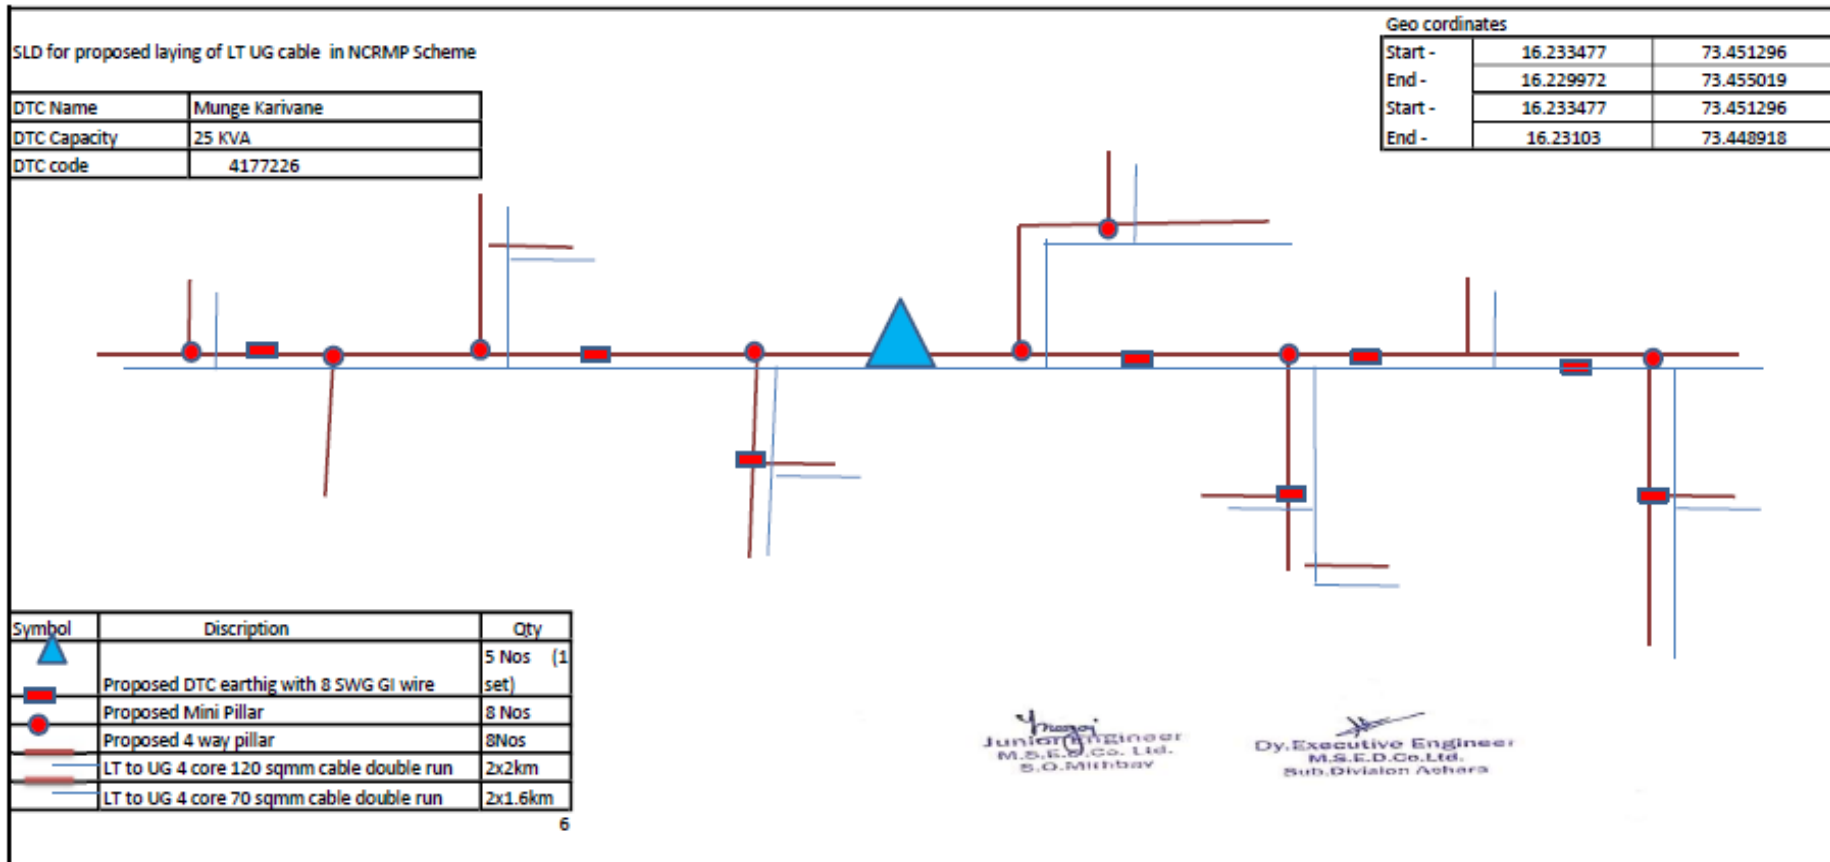 Geo cordinates
SLD for proposed laying of LT UG cable in NCRMP Scheme
Start - 16.233477 73.451296
End - 16.229972 73.455019
Start - 16.233477 73.451296
End - 16.23103 73.448918
DTC Name Munge Karivane
DTC Capacity 25 KVA
DTC code 4177226
Symbol Discription Qty
Proposed DTC earthig with 8 SWG GI wire 5 Nos (1 set)
Proposed Mini Pillar 8 Nos
Proposed 4 way pillar 8Nos
LT to UG 4 core 120 sqmm cable double run 2x2km
LT to UG 4 core 70 sqmm cable double run 2x1.6km
6
Junior Engineer
M.S.E.D.Co. Ltd.
S.O.Mithbav
Dy.Executive Engineer
M.S.E.D.Co.Ltd.
Sub.Division Achara